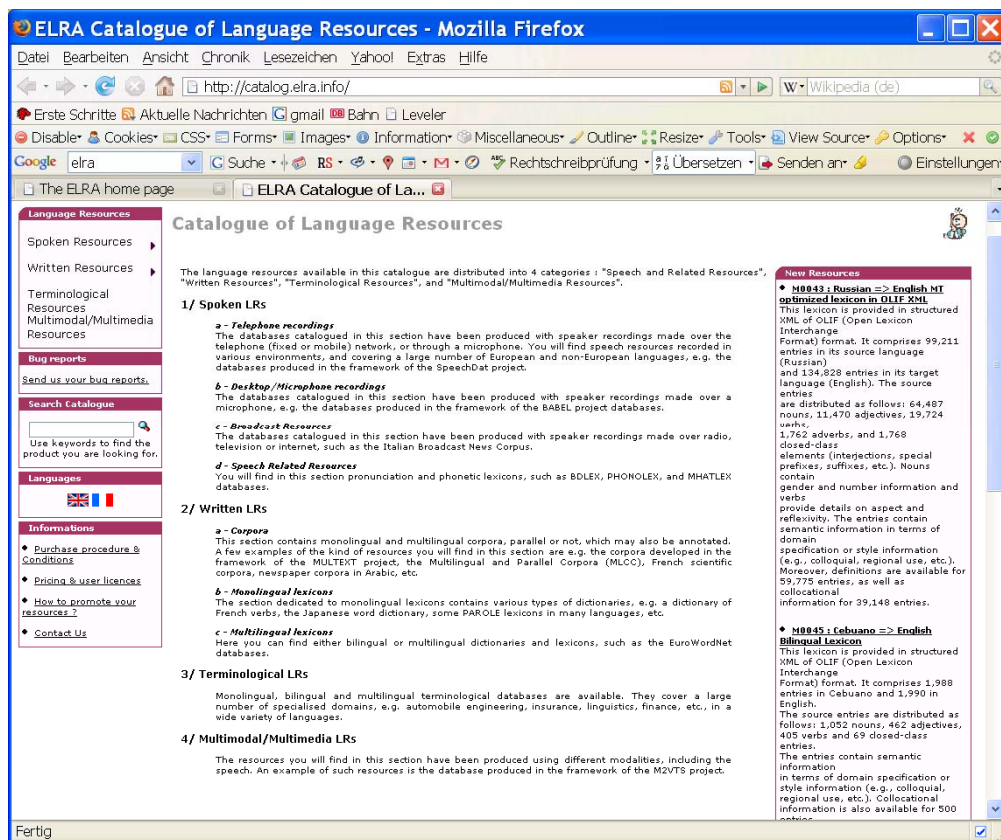 ELRA Catalogue of Language Resources - Mozilla Firefox
Datei Bearbeiten Ansicht Chronik Lesezeichen Yahoo! Extras Hilfe
http://catalog.elra.info/
W Wikipedia (de)
Erste Schritte Aktuelle Nachrichten gmail Bahn Leveler
Disable Cookies CSS Forms Images Information Miscellaneous Outline Resize Tools View Source Options
Google elra Suche RS Rechtschreibprüfung Übersetzen Senden an Einstellungen
The ELRA home page
ELRA Catalogue of La...
Language Resources
Spoken Resources
Written Resources
Terminological
Resources
Multimodal/Multimedia
Resources
Bug reports
Send us your bug reports.
Search Catalogue
Use keywords to find the
product you are looking for.
Languages
Informations
Purchase procedure &
Conditions
Pricing & user licences
How to promote your
resources ?
Contact Us
Catalogue of Language Resources
The language resources available in this catalogue are distributed into 4 categories : "Speech and Related Resources",
"Written Resources", "Terminological Resources", and "Multimodal/Multimedia Resources".
1/ Spoken LRs
a - Telephone recordings
The databases catalogued in this section have been produced with speaker recordings made over the
telephone (fixed or mobile) network, or through a microphone. You will find speech resources recorded in
various environments, and covering a large number of European and non-European languages, e.g. the
databases produced in the framework of the SpeechDat project.
b - Desktop/Microphone recordings
The databases catalogued in this section have been produced with speaker recordings made over a
microphone, e.g. the databases produced in the framework of the BABEL project databases.
c - Broadcast Resources
The databases catalogued in this section have been produced with speaker recordings made over radio,
television or internet, such as the Italian Broadcast News Corpus.
d - Speech Related Resources
You will find in this section pronunciation and phonetic lexicons, such as BDLEX, PHONOLEX, and MHATLEX
databases.
2/ Written LRs
a - Corpora
This section contains monolingual and multilingual corpora, parallel or not, which may also be annotated.
A few examples of the kind of resources you will find in this section are e.g. the corpora developed in the
framework of the MULTEXT project, the Multilingual and Parallel Corpora (MLCC), French scientific
corpora, newspaper corpora in Arabic, etc.
b - Monolingual lexicons
The section dedicated to monolingual lexicons contains various types of dictionaries, e.g. a dictionary of
French verbs, the Japanese word dictionary, some PAROLE lexicons in many languages, etc.
c - Multilingual lexicons
Here you can find either bilingual or multilingual dictionaries and lexicons, such as the EuroWordNet
databases.
3/ Terminological LRs
Monolingual, bilingual and multilingual terminological databases are available. They cover a large
number of specialised domains, e.g. automobile engineering, insurance, linguistics, finance, etc., in a
wide variety of languages.
4/ Multimodal/Multimedia LRs
The resources you will find in this section have been produced using different modalities, including the
speech. An example of such resources is the database produced in the framework of the M2VTS project.
New Resources
M0043 : Russian => English MT
optimized lexicon in OLIF XML
This lexicon is provided in structured
XML of OLIF (Open Lexicon
Interchange
Format) format. It comprises 99,211
entries in its source language
(Russian)
and 134,828 entries in its target
language (English). The source
entries
are distributed as follows: 64,487
nouns, 11,470 adjectives, 19,724
verbs,
1,762 adverbs, and 1,768
closed-class
elements (interjections, special
prefixes, suffixes, etc.). Nouns
contain
gender and number information and
verbs
provide details on aspect and
reflexivity. The entries contain
semantic information in terms of
domain
specification or style information
(e.g., colloquial, regional use, etc.).
Moreover, definitions are available for
59,775 entries, as well as
collocational
information for 39,148 entries.
M0045 : Cebuano => English
Bilingual Lexicon
This lexicon is provided in structured
XML of OLIF (Open Lexicon
Interchange
Format) format. It comprises 1,988
entries in Cebuano and 1,990 in
English.
The source entries are distributed as
follows: 1,052 nouns, 462 adjectives,
405 verbs and 69 closed-class
entries.
The entries contain semantic
information
in terms of domain specification or
style information (e.g., colloquial,
regional use, etc.). Collocational
information is also available for 500
entries
Fertig